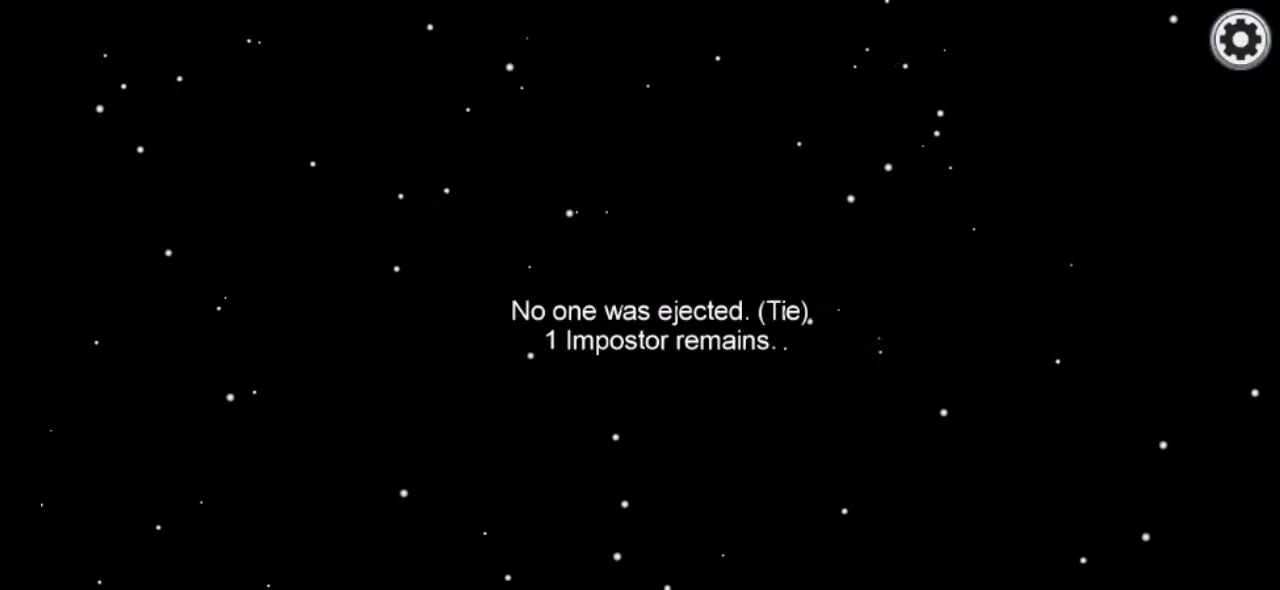 No one was ejected. (Tie)
1 Impostor remains.